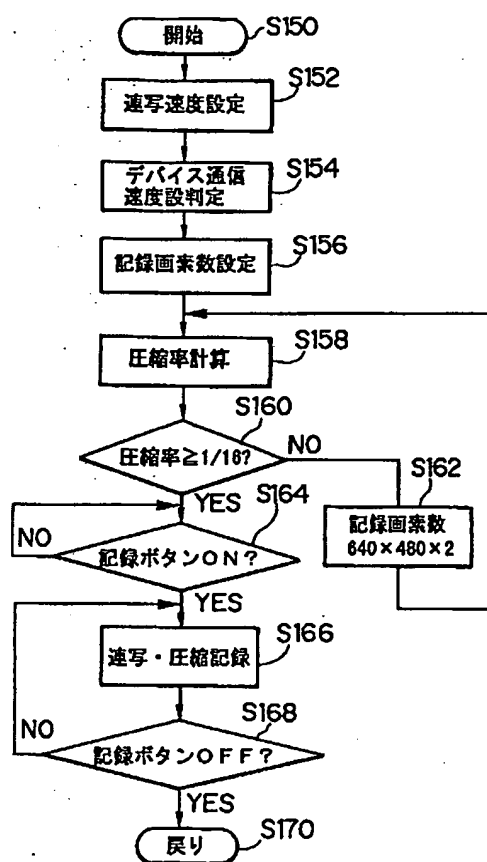 開始
S150
連写速度設定
S152
デバイス通信
速度設判定
S154
記録画素数設定
S156
圧縮率計算
S158
圧縮率≧1/16?
S160
NO
YES
記録画素数
640×480×2
S162
記録ボタンON?
S164
NO
YES
連写・圧縮記録
S166
記録ボタンOFF?
S168
NO
YES
戻り
S170